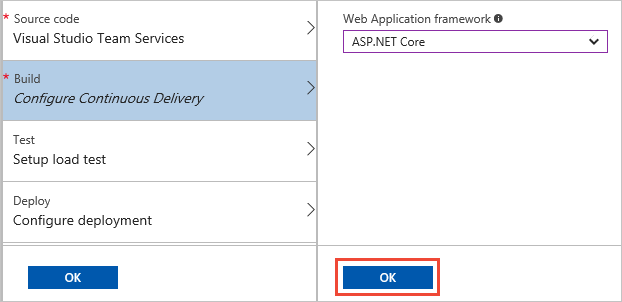 * Source code
Visual Studio Team Services
* Build
Configure Continuous Delivery
Test
Setup load test
Deploy
Configure deployment
OK
Web Application framework
ASP.NET Core
OK